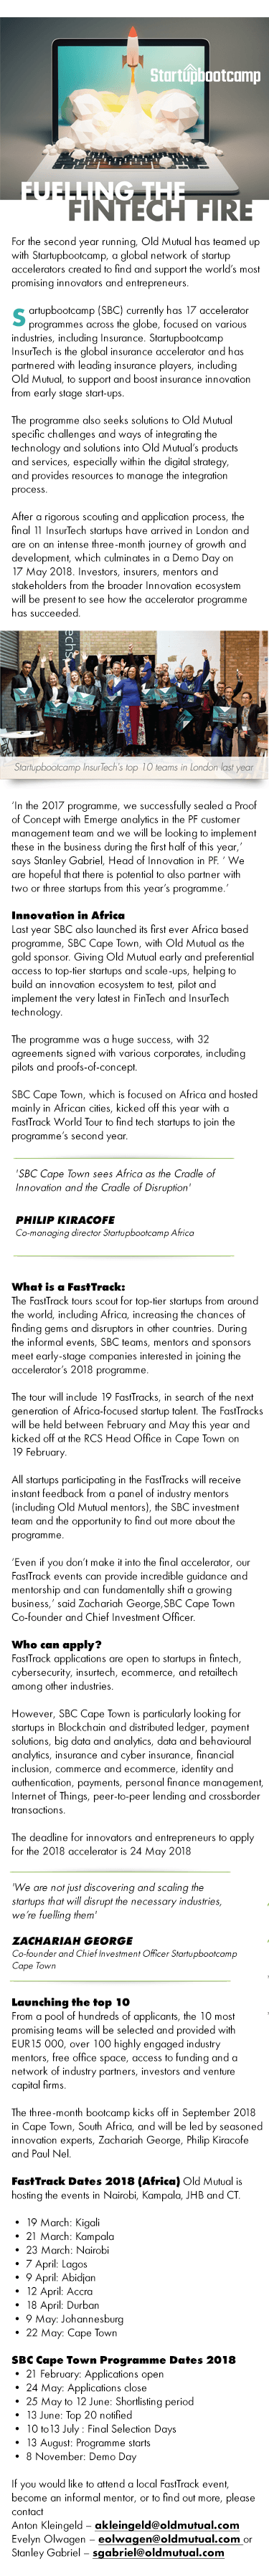 Startupbootcamp
FUELLING THE
FINTECH FIRE
For the second year running, Old Mutual has teamed up
with Startupbootcamp, a global network of startup
accelerators created to find and support the world's most
promising innovators and entrepreneurs.
Startupbootcamp (SBC) currently has 17 accelerator
programmes across the globe, focused on various
industries, including Insurance. Startupbootcamp
InsurTech is the global insurance accelerator and has
partnered with leading insurance players, including
Old Mutual, to support and boost insurance innovation
from early stage start-ups.
The programme also seeks solutions to Old Mutual
specific challenges and ways of integrating the
technology and solutions into Old Mutual's products
and services, especially within the digital strategy,
and provides resources to manage the integration
process.
After a rigorous scouting and application process, the
final 11 InsurTech startups have arrived in London and
are on an intense three-month journey of growth and
development, which culminates in a Demo Day on
17 May 2018. Investors, insurers, mentors and
stakeholders from the broader Innovation ecosystem
will be present to see how the accelerator programme
has succeeded.
Startupbootcamp InsurTech's top 10 teams in London last year
'In the 2017 programme, we successfully sealed a Proof
of Concept with Emerge analytics in the PF customer
management team and we will be looking to implement
these in the business during the first half of this year,'
says Stanley Gabriel, Head of Innovation in PF. ' We
are hopeful that there is potential to also partner with
two or three startups from this year's programme.'
Innovation in Africa
Last year SBC also launched its first ever Africa based
programme, SBC Cape Town, with Old Mutual as the
gold sponsor. Giving Old Mutual early and preferential
access to top-tier startups and scale-ups, helping to
build an innovation ecosystem to test, pilot and
implement the very latest in FinTech and InsurTech
technology.
The programme was a huge success, with 32
agreements signed with various corporates, including
pilots and proofs-of-concept.
SBC Cape Town, which is focused on Africa and hosted
mainly in African cities, kicked off this year with a
FastTrack World Tour to find tech startups to join the
programme's second year.
'SBC Cape Town sees Africa as the Cradle of
Innovation and the Cradle of Disruption'
PHILIP KIRACOFE
Co-managing director Startupbootcamp Africa
What is a FastTrack:
The FastTrack tours scout for top-tier startups from around
the world, including Africa, increasing the chances of
finding gems and disruptors in other countries. During
the informal events, SBC teams, mentors and sponsors
meet early-stage companies interested in joining the
accelerator's 2018 programme.
The tour will include 19 FastTracks, in search of the next
generation of Africa-focused startup talent. The FastTracks
will be held between February and May this year and
kicked off at the RCS Head Office in Cape Town on
19 February.
All startups participating in the FastTracks will receive
instant feedback from a panel of industry mentors
(including Old Mutual mentors), the SBC investment
team and the opportunity to find out more about the
programme.
'Even if you don't make it into the final accelerator, our
FastTrack events can provide incredible guidance and
mentorship and can fundamentally shift a growing
business,' said Zachariah George,SBC Cape Town
Co-founder and Chief Investment Officer.
Who can apply?
FastTrack applications are open to startups in fintech,
cybersecurity, insurtech, ecommerce, and retailtech
among other industries.
However, SBC Cape Town is particularly looking for
startups in Blockchain and distributed ledger, payment
solutions, big data and analytics, data and behavioural
analytics, insurance and cyber insurance, financial
inclusion, commerce and ecommerce, identity and
authentication, payments, personal finance management,
Internet of Things, peer-to-peer lending and crossborder
transactions.
The deadline for innovators and entrepreneurs to apply
for the 2018 accelerator is 24 May 2018
'We are not just discovering and scaling the
startups that will disrupt the necessary industries,
we're fuelling them'
ZACHARIAH GEORGE
Co-founder and Chief Investment Officer Startupbootcamp
Cape Town
Launching the top 10
From a pool of hundreds of applicants, the 10 most
promising teams will be selected and provided with
EUR15 000, over 100 highly engaged industry
mentors, free office space, access to funding and a
network of industry partners, investors and venture
capital firms.
The three-month bootcamp kicks off in September 2018
in Cape Town, South Africa, and will be led by seasoned
innovation experts, Zachariah George, Philip Kiracofe
and Paul Nel.
FastTrack Dates 2018 (Africa) Old Mutual is
hosting the events in Nairobi, Kampala, JHB and CT.
• 19 March: Kigali
• 21 March: Kampala
• 23 March: Nairobi
• 7 April: Lagos
• 9 April: Abidjan
• 12 April: Accra
• 18 April: Durban
• 9 May: Johannesburg
• 22 May: Cape Town
SBC Cape Town Programme Dates 2018
• 21 February: Applications open
• 24 May: Applications close
• 25 May to 12 June: Shortlisting period
• 13 June: Top 20 notified
• 10 to13 July : Final Selection Days
• 13 August: Programme starts
• 8 November: Demo Day
If you would like to attend a local FastTrack event,
become an informal mentor, or to find out more, please
contact
Anton Kleingeld – akleingeld@oldmutual.com
Evelyn Olwagen – eolwagen@oldmutual.com or
Stanley Gabriel – sgabriel@oldmutual.com